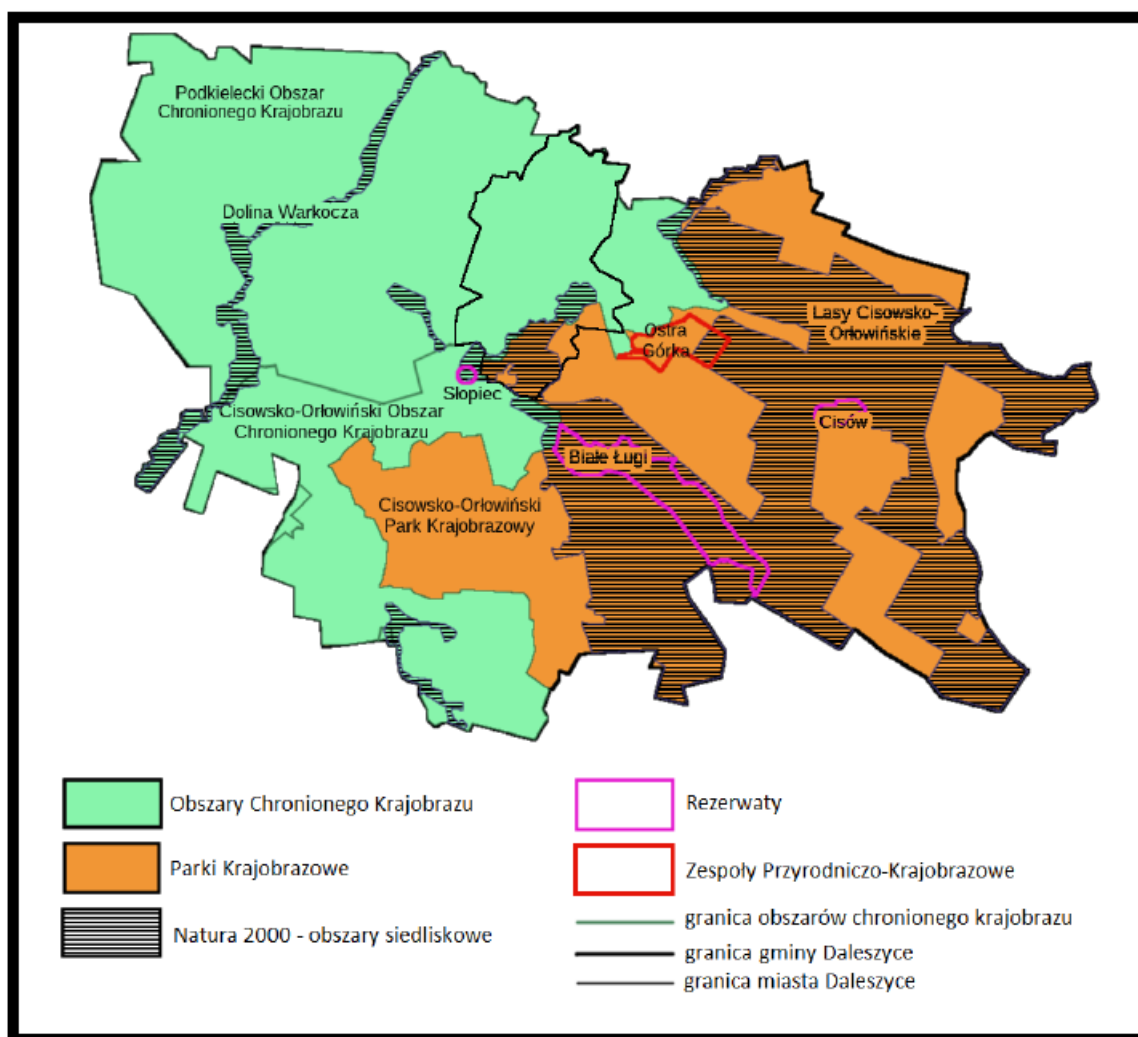 Podkielecki Obszar
Chronionego Krajobrazu
Dolina Warkocza
Lasy Cisowsko-
Orłowińskie
Ostra
Górka
Słopiec
Cisowsko-Orłowiński Obszar
Chronionego Krajobrazu
Cisów
Białe Ługi
Cisowsko-Orłowiński
Park Krajobrazowy
Obszary Chronionego Krajobrazu
Parki Krajobrazowe
Natura 2000 - obszary siedliskowe
Rezerwaty
Zespoły Przyrodniczo-Krajobrazowe
granica obszarów chronionego krajobrazu
granica gminy Daleszyce
granica miasta Daleszyce